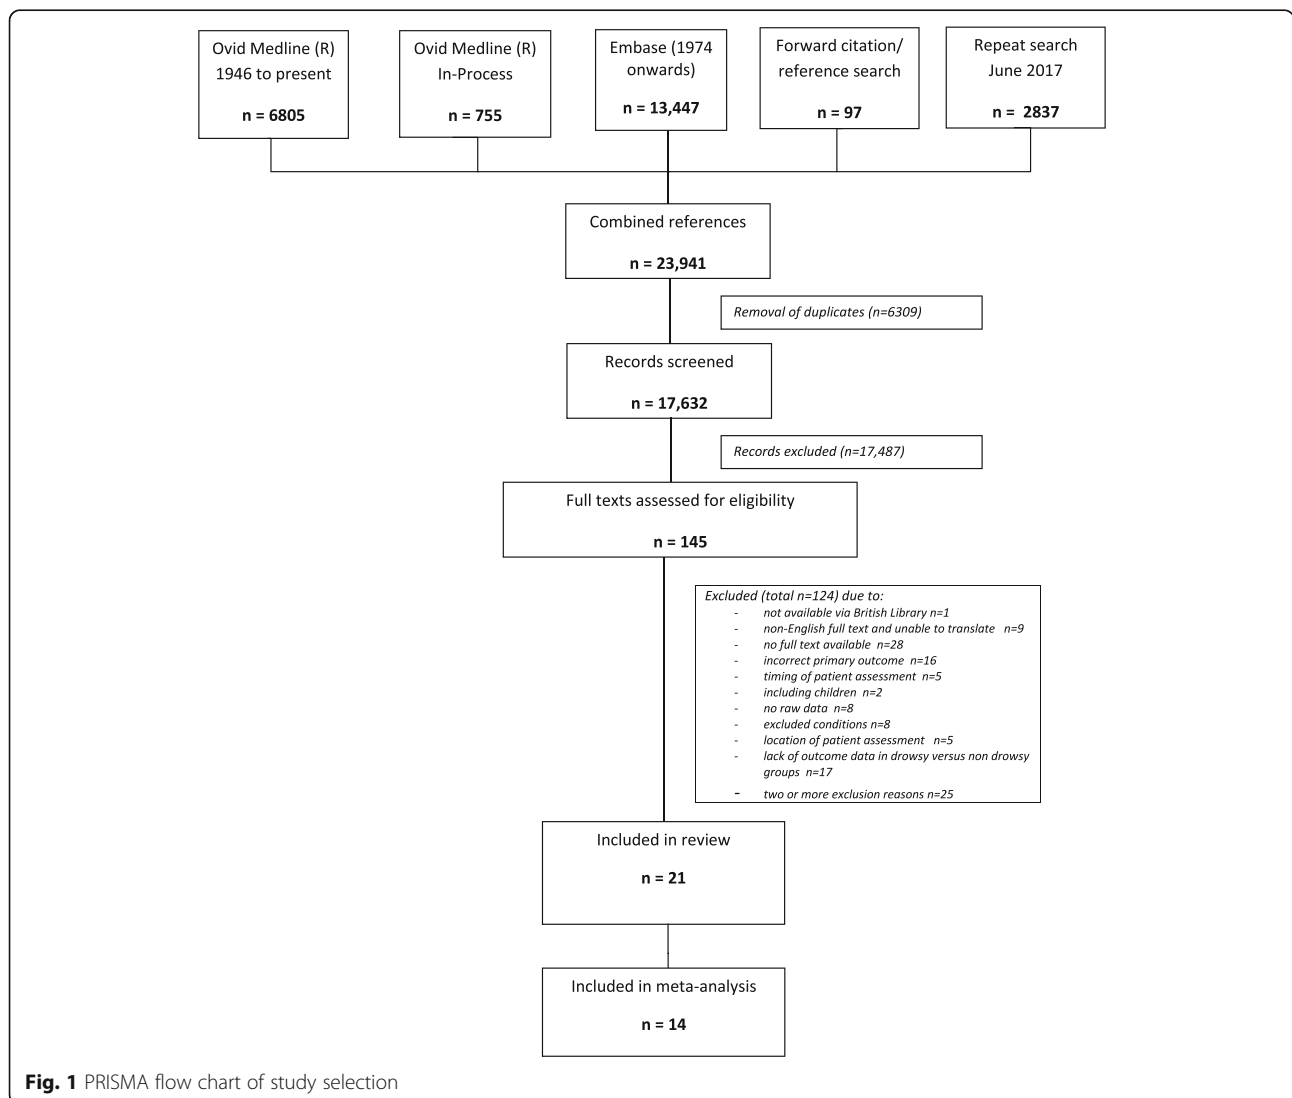 Ovid Medline (R)
1946 to present
n = 6805
Ovid Medline (R)
In-Process
n = 755
Embase (1974
onwards)
n = 13,447
Forward citation/
reference search
n = 97
Repeat search
June 2017
n = 2837
Combined references
n = 23,941
Removal of duplicates (n=6309)
Records screened
n = 17,632
Records excluded (n=17,487)
Full texts assessed for eligibility
n = 145
Excluded (total n=124) due to:
- not available via British Library n=1
- non-English full text and unable to translate n=9
- no full text available n=28
- incorrect primary outcome n=16
- timing of patient assessment n=5
- including children n=2
- no raw data n=8
- excluded conditions n=8
- location of patient assessment n=5
- lack of outcome data in drowsy versus non drowsy
groups n=17
- two or more exclusion reasons n=25
Included in review
n = 21
Included in meta-analysis
n = 14
Fig. 1 PRISMA flow chart of study selection